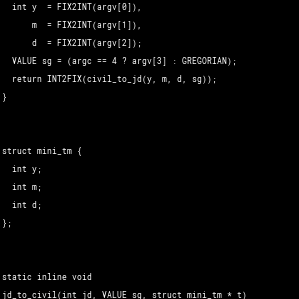 int y  = FIX2INT(argv[0]),
m  = FIX2INT(argv[1]),
d  = FIX2INT(argv[2]);
VALUE sg = (argc == 4 ? argv[3] : GREGORIAN);
return INT2FIX(civil_to_jd(y, m, d, sg));
}
struct mini_tm {
int y;
int m;
int d;
};
static inline void
jd_to_civil(int jd, VALUE sg, struct mini_tm * t)